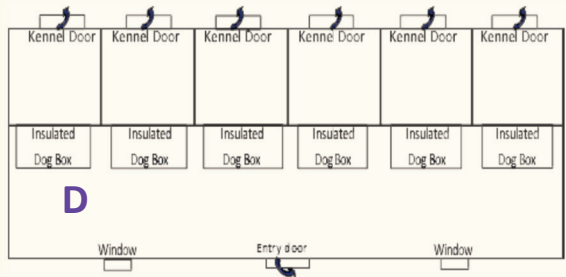 Kennel Door Kennel Door Kennel Door Kennel Door Kennel Door Kennel Door
Insulated Insulated Insulated Insulated Insulated Insulated
Dog Box Dog Box Dog Box Dog Box Dog Box Dog Box
D
Window Entry door Window